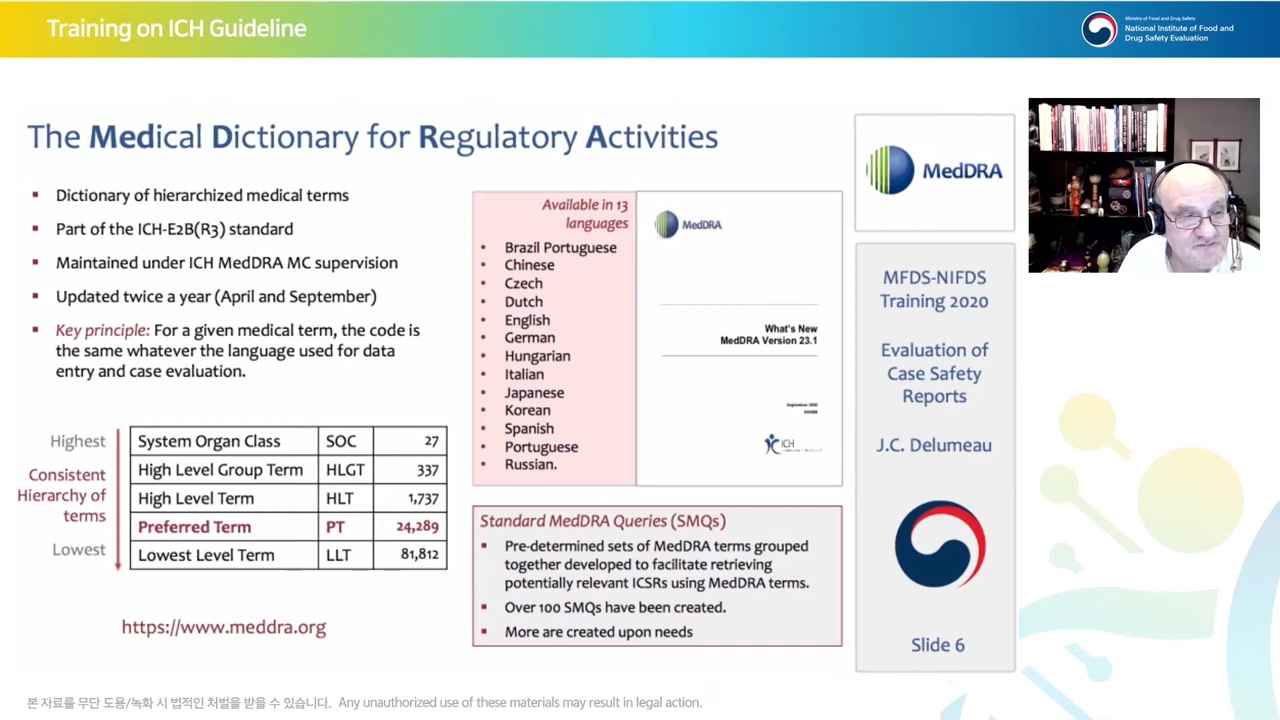 Training on ICH Guideline
Ministry of Food and Drug Safety
National Institute of Food and
Drug Safety Evaluation
The Medical Dictionary for Regulatory Activities
Dictionary of hierarchized medical terms
Part of the ICH-E2B(R3) standard
Maintained under ICH MedDRA MC supervision
Updated twice a year (April and September)
Key principle: For a given medical term, the code is
the same whatever the language used for data
entry and case evaluation.
Highest
Consistent
Hierarchy of
terms
Lowest
System Organ Class SOC 27
High Level Group Term HLGT 337
High Level Term HLT 1,737
Preferred Term PT 24,289
Lowest Level Term LLT 81,812
https://www.meddra.org
Available in 13
languages
Brazil Portuguese
Chinese
Czech
Dutch
English
German
Hungarian
Italian
Japanese
Korean
Spanish
Portuguese
Russian.
MedDRA
What's New
MedDRA Version 23.1
September 2020
ICH
Standard MedDRA Queries (SMQs)
Pre-determined sets of MedDRA terms grouped
together developed to facilitate retrieving
potentially relevant ICSRs using MedDRA terms.
Over 100 SMQs have been created.
More are created upon needs
MedDRA
MFDS-NIFDS
Training 2020
Evaluation of
Case Safety
Reports
J.C. Delumeau
Slide 6
본 자료를 무단 도용/녹화 시 법적인 처벌을 받을 수 있습니다. Any unauthorized use of these materials may result in legal action.